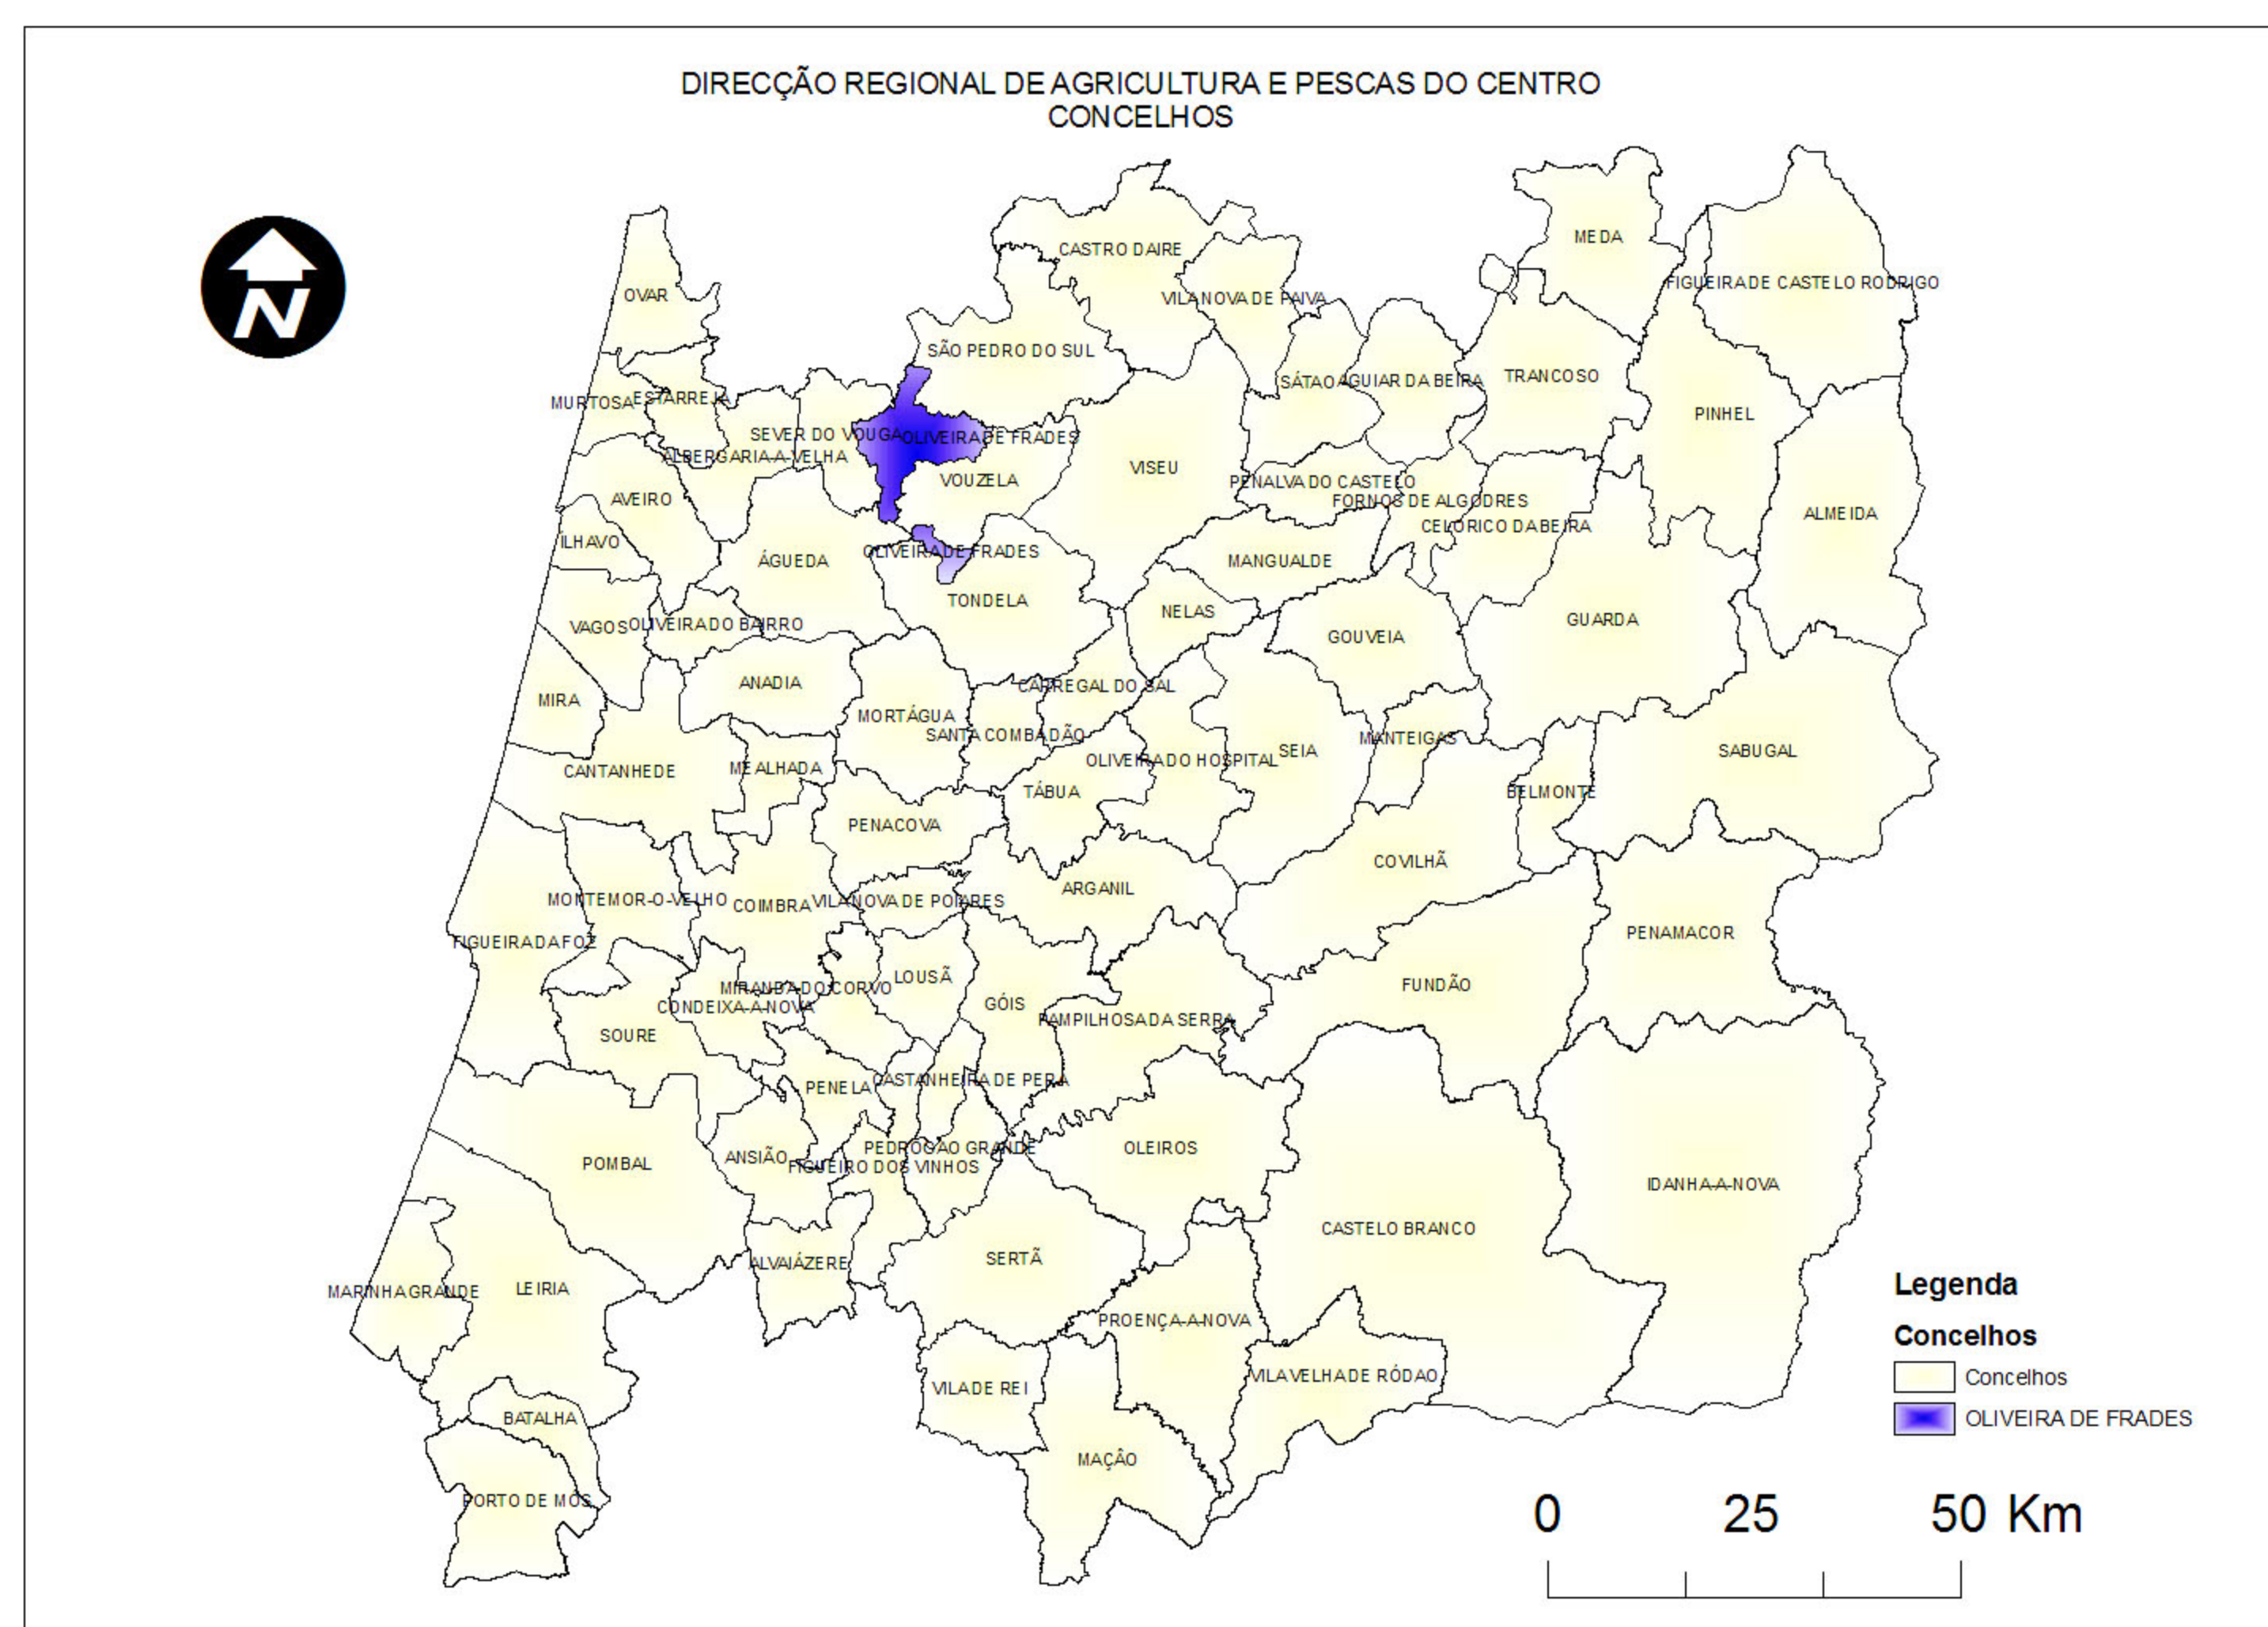 DIRECÇÃO REGIONAL DE AGRICULTURA E PESCAS DO CENTRO
CONCELHOS
N
MEDA
CASTRO DAIRE
FIGUEIRA DE CASTELO RODRIGO
OVAR
VILA NOVA DE PAIVA
SÃO PEDRO DO SUL
TRANCOSO
SÁTAO
AGUIAR DA BEIRA
ESTARREJA
MURTOSA
PINHEL
SEVER DO VOUGA
OLIVEIRA DE FRADES
ALBERGARIA-A-VELHA
VISEU
VOUZELA
PENALVA DO CASTELO
AVEIRO
FORNOS DE ALGODRES
ALMEIDA
CELORICO DA BEIRA
ILHAVO
OLIVEIRA DE FRADES
ÁGUEDA
MANGUALDE
TONDELA
NELAS
GUARDA
VAGOS
OLIVEIRA DO BAIRRO
GOUVEIA
ANADIA
CARREGAL DO SAL
MIRA
MORTÁGUA
SANTA COMBA DÃO
MANTEIGAS
SEIA
SABUGAL
OLIVEIRA DO HOSPITAL
CANTANHEDE
MEALHADA
TÁBUA
BELMONTE
PENACOVA
COVILHÃ
ARGANIL
MONTEMOR-O-VELHO
COIMBRA
VILA NOVA DE POIARES
PENAMACOR
FIGUEIRA DA FOZ
LOUSÃ
FUNDÃO
MIRANDA DO CORVO
GÓIS
CONDEIXA-A-NOVA
PAMPILHOSA DA SERRA
SOURE
CASTANHEIRA DE PERA
PENELA
PEDROGÃO GRANDE
OLEIROS
ANSIÃO
POMBAL
FIGUEIRO DOS VINHOS
IDANHA-A-NOVA
CASTELO BRANCO
SERTÃ
ALVAIÁZERE
MARINHA GRANDE
LEIRIA
PROENÇA-A-NOVA
VILA VELHA DE RÓDAO
VILA DE REI
BATALHA
MAÇÂO
PORTO DE MÓS
Legenda
Concelhos
Concelhos
OLIVEIRA DE FRADES
0 25 50 Km